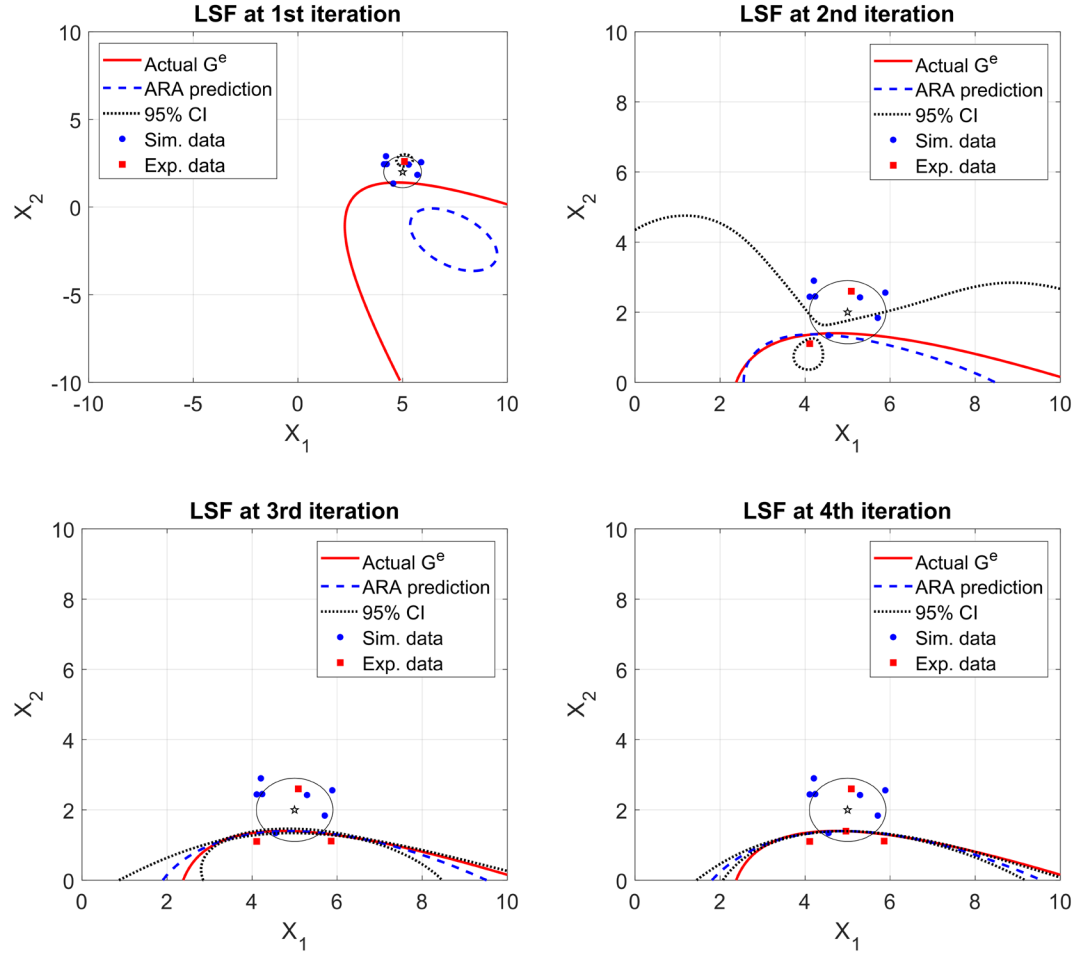 LSF at 1st iteration
10
5
0
-5
-10
-10
-5
0
5
10
X_2
X_1
Actual G^e
ARA prediction
95% CI
Sim. data
Exp. data
LSF at 2nd iteration
10
8
6
4
2
0
0
2
4
6
8
10
X_2
X_1
Actual G^e
ARA prediction
95% CI
Sim. data
Exp. data
LSF at 3rd iteration
10
8
6
4
2
0
0
2
4
6
8
10
X_2
X_1
Actual G^e
ARA prediction
95% CI
Sim. data
Exp. data
LSF at 4th iteration
10
8
6
4
2
0
0
2
4
6
8
10
X_2
X_1
Actual G^e
ARA prediction
95% CI
Sim. data
Exp. data